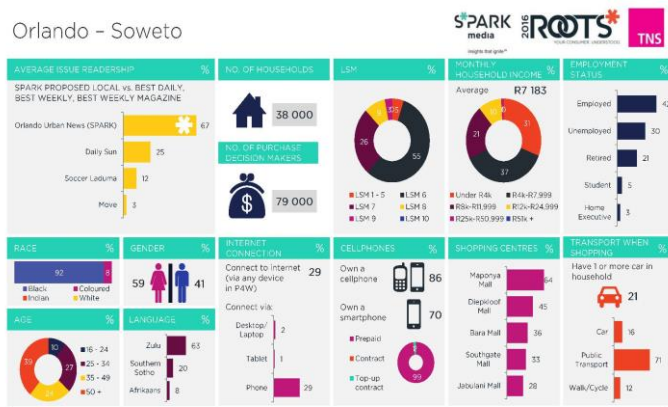 Orlando – Soweto
SPARK
media
insights that ignite™
2016 ROOTS
YOUR CONSUMER. UNDERSTOOD.
TNS
AVERAGE ISSUE READERSHIP %
SPARK PROPOSED LOCAL vs. BEST DAILY,
BEST WEEKLY, BEST WEEKLY MAGAZINE
Orlando Urban News (SPARK) 67
Daily Sun 25
Soccer Laduma 12
Move 3
NO. OF HOUSEHOLDS
38 000
NO. OF PURCHASE
DECISION MAKERS
$
79 000
LSM %
26
55
LSM 1 - 5 LSM 6
LSM 7 LSM 8
LSM 9 LSM 10
MONTHLY
HOUSEHOLD INCOME %
Average R7 183
31
21
37
Under R4k R4k-R7,999
R8k-R11,999 R12k-R24,999
R25k-R50,999 R51k +
EMPLOYMENT
STATUS %
Employed 42
Unemployed 30
Retired 21
Student 5
Home
Executive 3
RACE %
92 8
Black Coloured
Indian White
GENDER %
59 41
AGE %
10
27
24
39
16 - 24
25 - 34
35 - 49
50 +
LANGUAGE %
Zulu 63
Southern
Sotho 20
Afrikaans 8
INTERNET
CONNECTION %
Connect to internet
(via any device
in P4W) 29
Connect via:
Desktop/
Laptop 2
Tablet 1
Phone 29
CELLPHONES %
Own a
cellphone 86
Own a
smartphone 70
Prepaid
Contract
Top-up
contract
99
SHOPPING CENTRES %
Maponya
Mall 64
Diepkloof
Mall 45
Bara Mall 36
Southgate
Mall 33
Jabulani Mall 28
TRANSPORT WHEN
SHOPPING %
Have 1 or more car in
household
21
Car 16
Public
Transport 71
Walk/Cycle 12